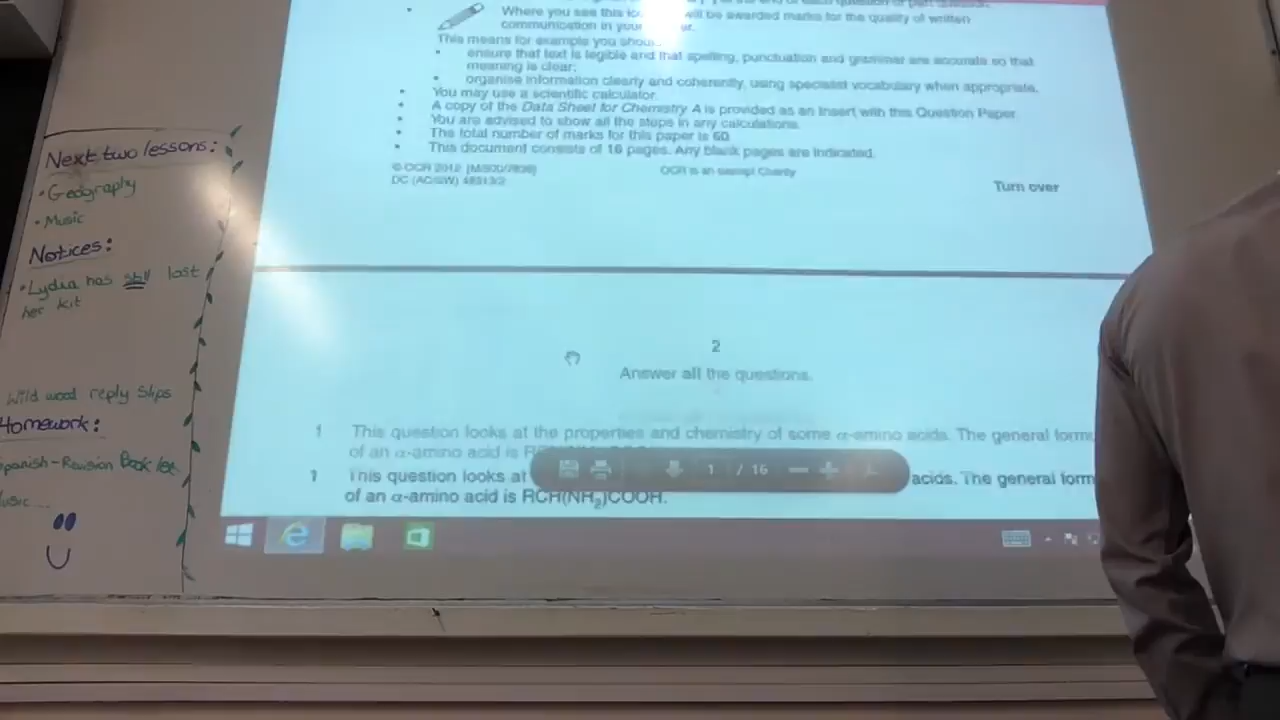 Next two lessons:
• Geography
• Music
Notices:
• Lydia has still lost
her kit
Wild wood reply slips
Homework:
Spanish-Revision Book
Music...
Where you see this will be awarded marks for the quality of written
communication in your
This means for example you
• ensure that text is legible and that spelling, punctuation and grammar are accurate so that
meaning is clear;
• organise information clearly and coherently, using specialist vocabulary when appropriate.
• You may use a scientific calculator.
• A copy of the Data Sheet for Chemistry A is provided as an insert with this Question Paper.
• You are advised to show all the steps in any calculations.
• The total number of marks for this paper is 60.
• This document consists of 16 pages. Any blank pages are indicated.
© OCR 2012
DC (AC/SW) 48513/2
OCR is an exempt Charity
Turn over
2
Answer all the questions.
1 This question looks at the properties and chemistry of some α-amino acids. The general
of an α-amino acid is
1 / 16
1 This question looks at acids. The general form
of an α-amino acid is RCH(NH₂)COOH.